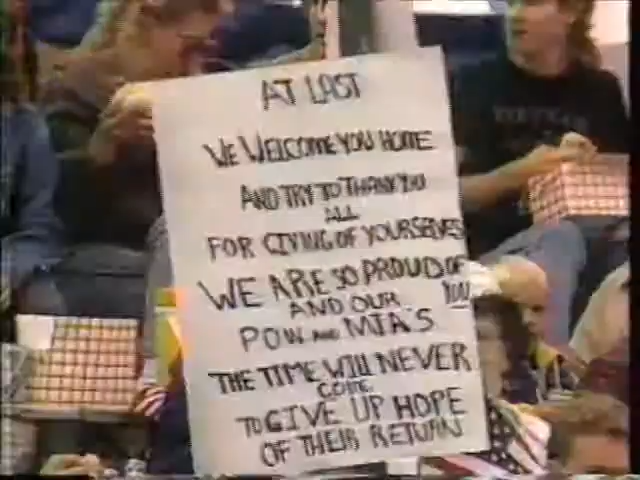 AT LAST
WE WELCOME YOU HOME
AND TRY TO THANK YOU
ALL
FOR GIVING OF YOURSELVES
WE ARE SO PROUD OF
YOU
AND OUR
POW AND MIA'S
THE TIME WILL NEVER
COME
TO GIVE UP HOPE
OF THEIR RETURN